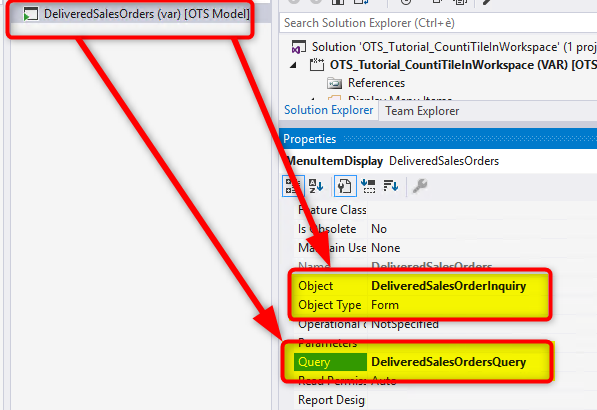 DeliveredSalesOrders (var) [OTS Model]
Search Solution Explorer (Ctrl+è)
Solution 'OTS_Tutorial_CountiTileInWorkspace' (1 proj
OTS_Tutorial_CountiTileInWorkspace (VAR) [OTS
References
Display Menu Items
Solution Explorer Team Explorer
Properties
MenuItemDisplay DeliveredSalesOrders
Feature Class
Is Obsolete No
Maintain Use None
Name DeliveredSalesOrders
Object DeliveredSalesOrderInquiry
Object Type Form
Operational NotSpecified
Parameters
Query DeliveredSalesOrdersQuery
Read Permis Auto
Report Desig